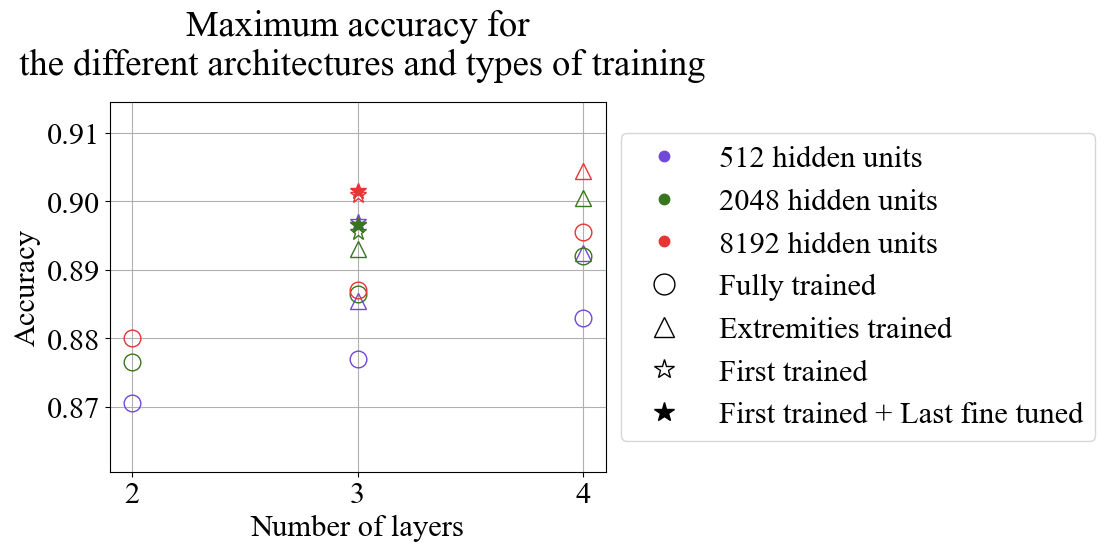 Maximum accuracy for
the different architectures and types of training
0.91
0.90
0.89
0.88
0.87
Accuracy
2
3
4
Number of layers
512 hidden units
2048 hidden units
8192 hidden units
Fully trained
Extremities trained
First trained
First trained + Last fine tuned